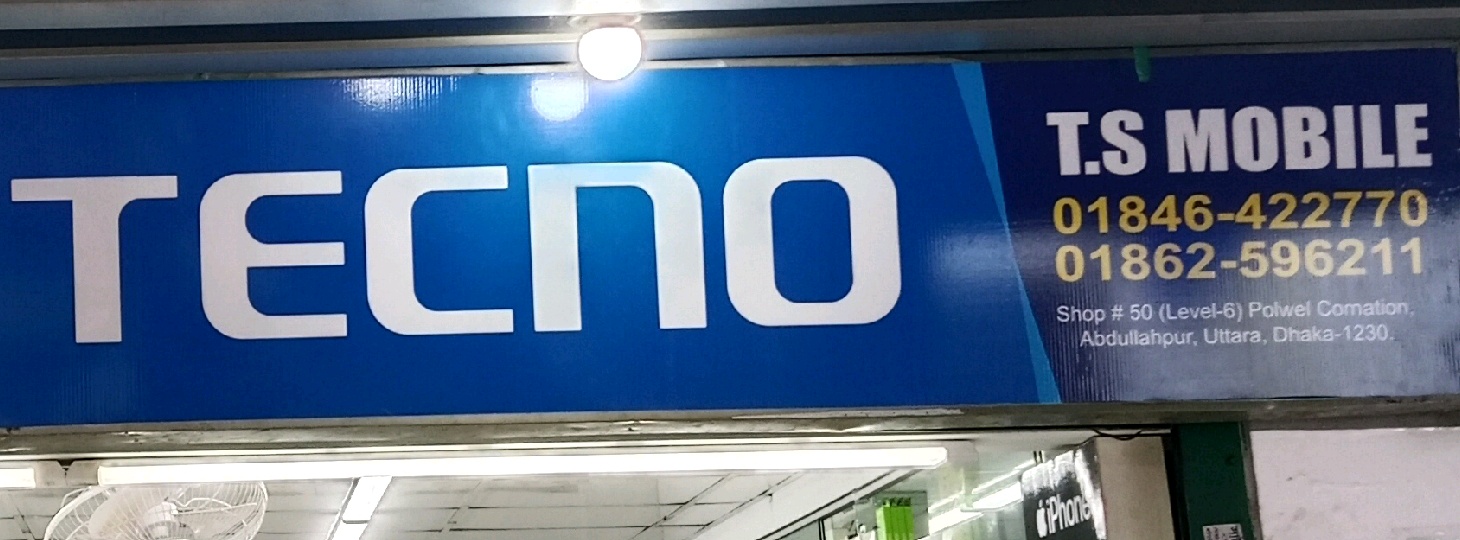 TECNO
T.S MOBILE
01846-422770
01862-596211
Shop # 50 (Level-6) Polwel Cornation,
Abdullahpur, Uttara, Dhaka-1230.
iPhone